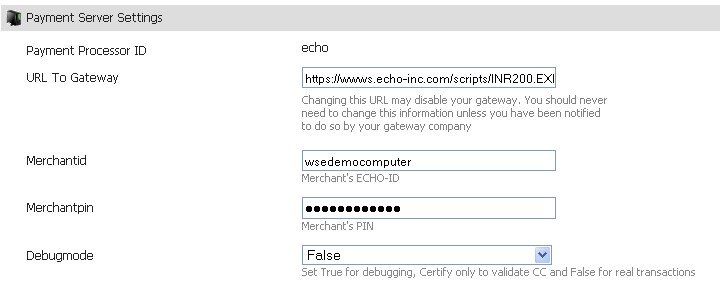 Payment Server Settings
Payment Processor ID echo
URL To Gateway https://wwws.echo-inc.com/scripts/INR200.EXI
Changing this URL may disable your gateway. You should never
need to change this information unless you have been notified
to do so by your gateway company
Merchantid wsedemocomputer
Merchant's ECHO-ID
Merchantpin ●●●●●●●●●●●●
Merchant's PIN
Debugmode False
Set True for debugging, Certify only to validate CC and False for real transactions